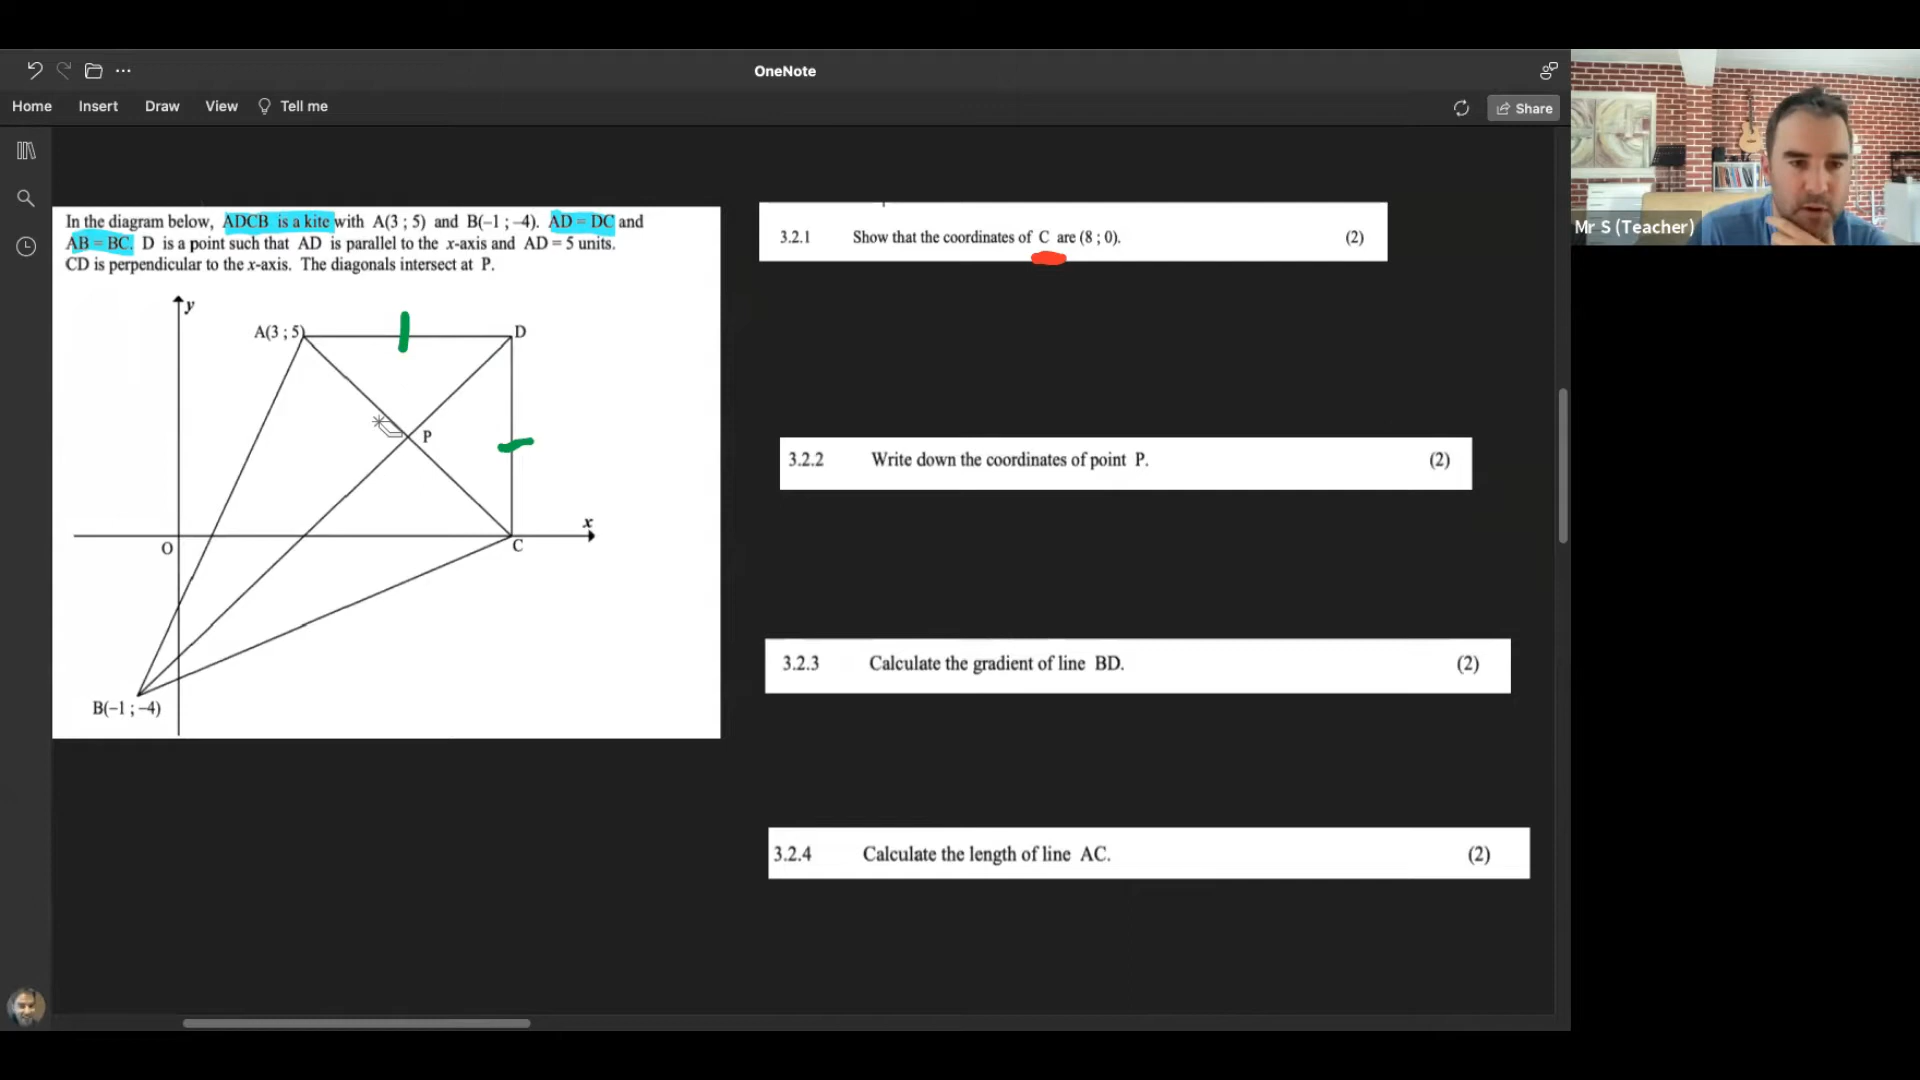 OneNote
Home Insert Draw View Tell me
Share
In the diagram below, ADCB is a kite with A(3 ; 5) and B(−1 ; −4). AD = DC and
AB = BC. D is a point such that AD is parallel to the x-axis and AD = 5 units.
CD is perpendicular to the x-axis. The diagonals intersect at P.
y
A(3 ; 5)
D
P
x
O
C
B(−1 ; −4)
3.2.1 Show that the coordinates of C are (8 ; 0). (2)
3.2.2 Write down the coordinates of point P. (2)
3.2.3 Calculate the gradient of line BD. (2)
3.2.4 Calculate the length of line AC. (2)
Mr S (Teacher)